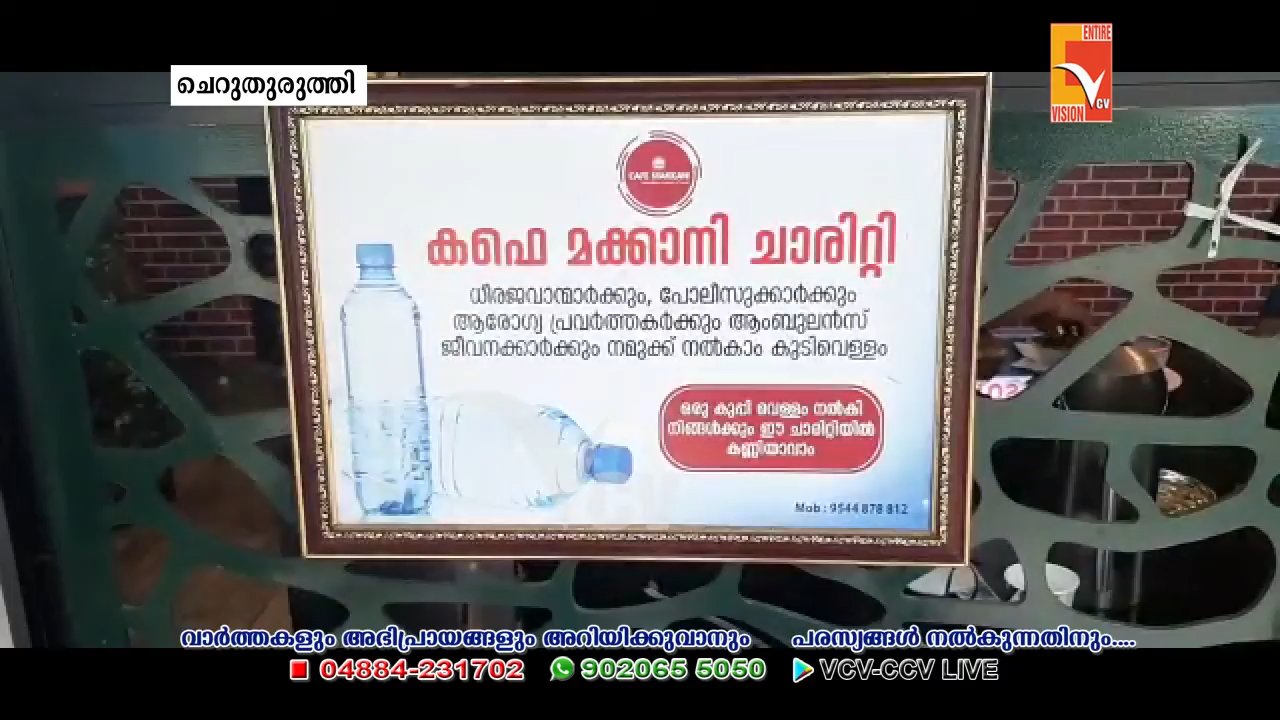 ചെറുതുരുത്തി
ENTIRE
VISION
VCV
CAFE MAKKANI
കഫെ മക്കാനി ചാരിറ്റി
ധീരജവാന്മാർക്കും, പോലീസുക്കാർക്കും
ആരോഗ്യ പ്രവർത്തകർക്കും ആംബുലൻസ്
ജീവനക്കാർക്കും നമുക്ക് നൽകാം കുടിവെള്ളം
ഒരു കുപ്പി വെള്ളം നൽകി
നിങ്ങൾക്കും ഈ ചാരിറ്റിയിൽ
കണ്ണിയാവാം
Mob : 9544 878 812
വാർത്തകളും അഭിപ്രായങ്ങളും അറിയിക്കുവാനും പരസ്യങ്ങൾ നൽകുന്നതിനും....
04884-231702 902065 5050 VCV-CCV LIVE